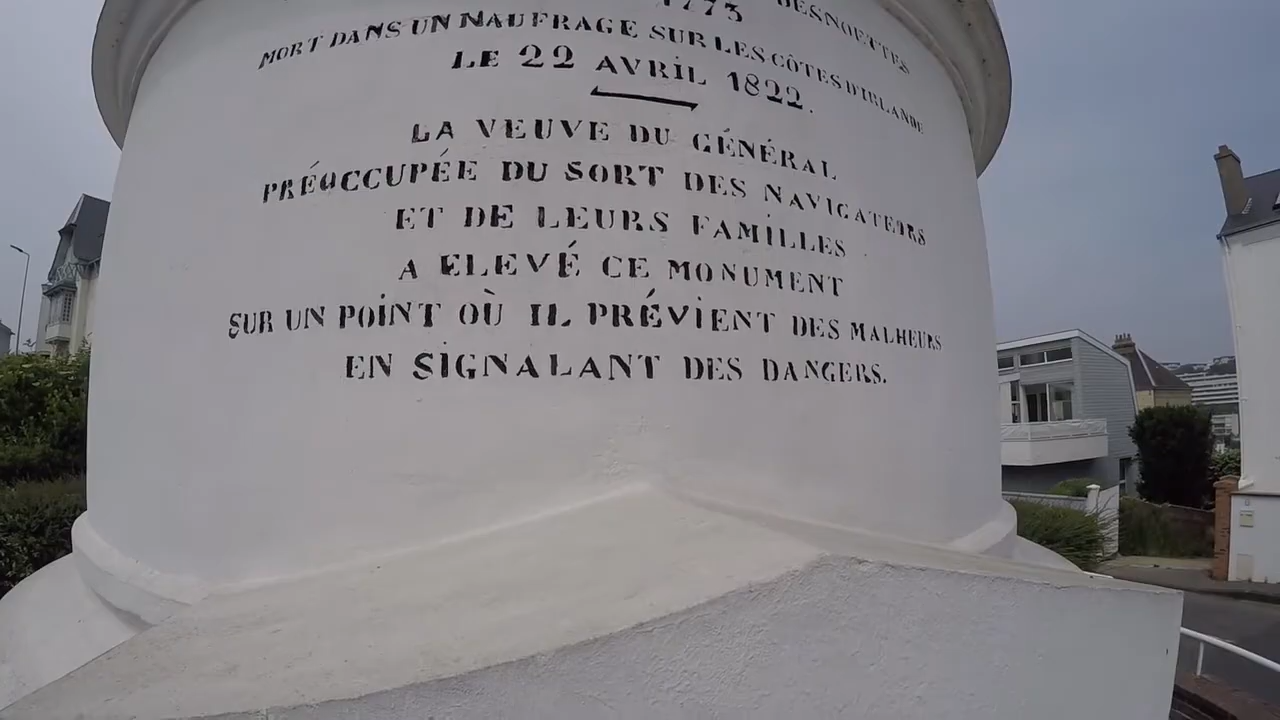 1773
DESNOETTES
MORT DANS UN NAUFRAGE SUR LES CÔTES D'IRLANDE
LE 22 AVRIL 1822.
LA VEUVE DU GÉNÉRAL
PRÉOCCUPÉE DU SORT DES NAVIGATEURS
ET DE LEURS FAMILLES
A ELEVÉ CE MONUMENT
SUR UN POINT OÙ IL PRÉVIENT DES MALHEURS
EN SIGNALANT DES DANGERS.